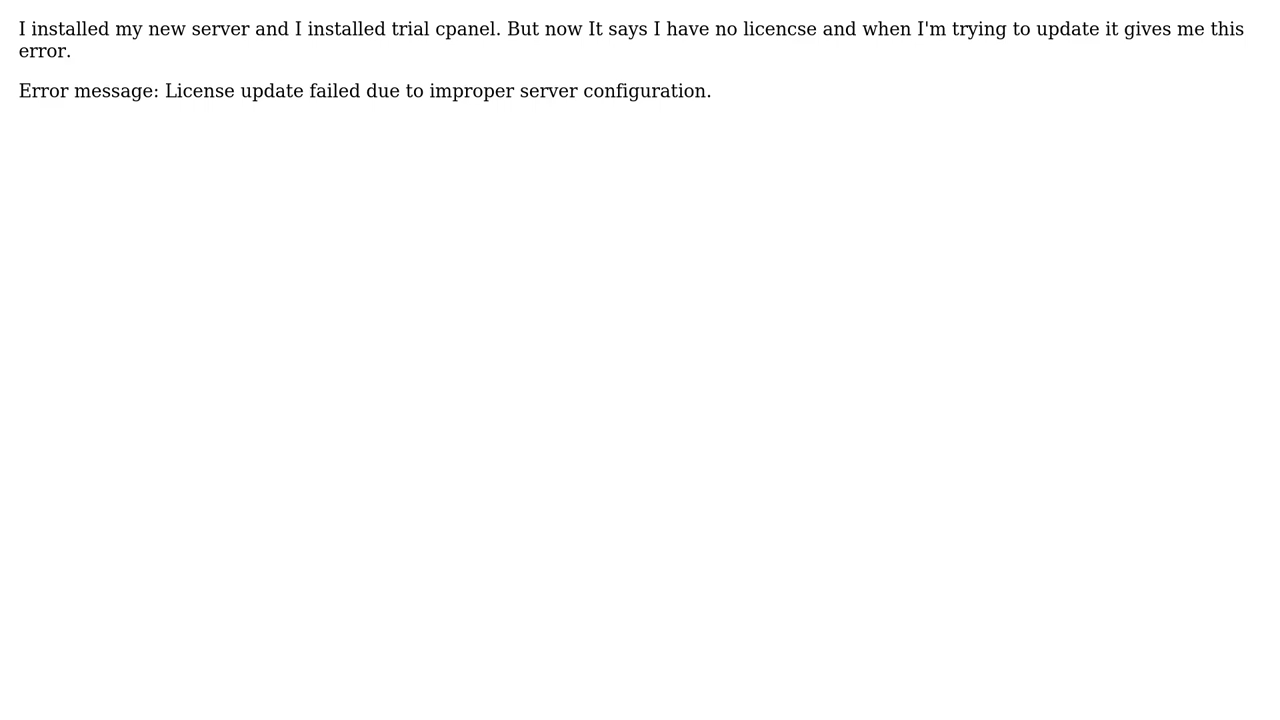 I installed my new server and I installed trial cpanel. But now It says I have no licencse and when I'm trying to update it gives me this
error.
Error message: License update failed due to improper server configuration.